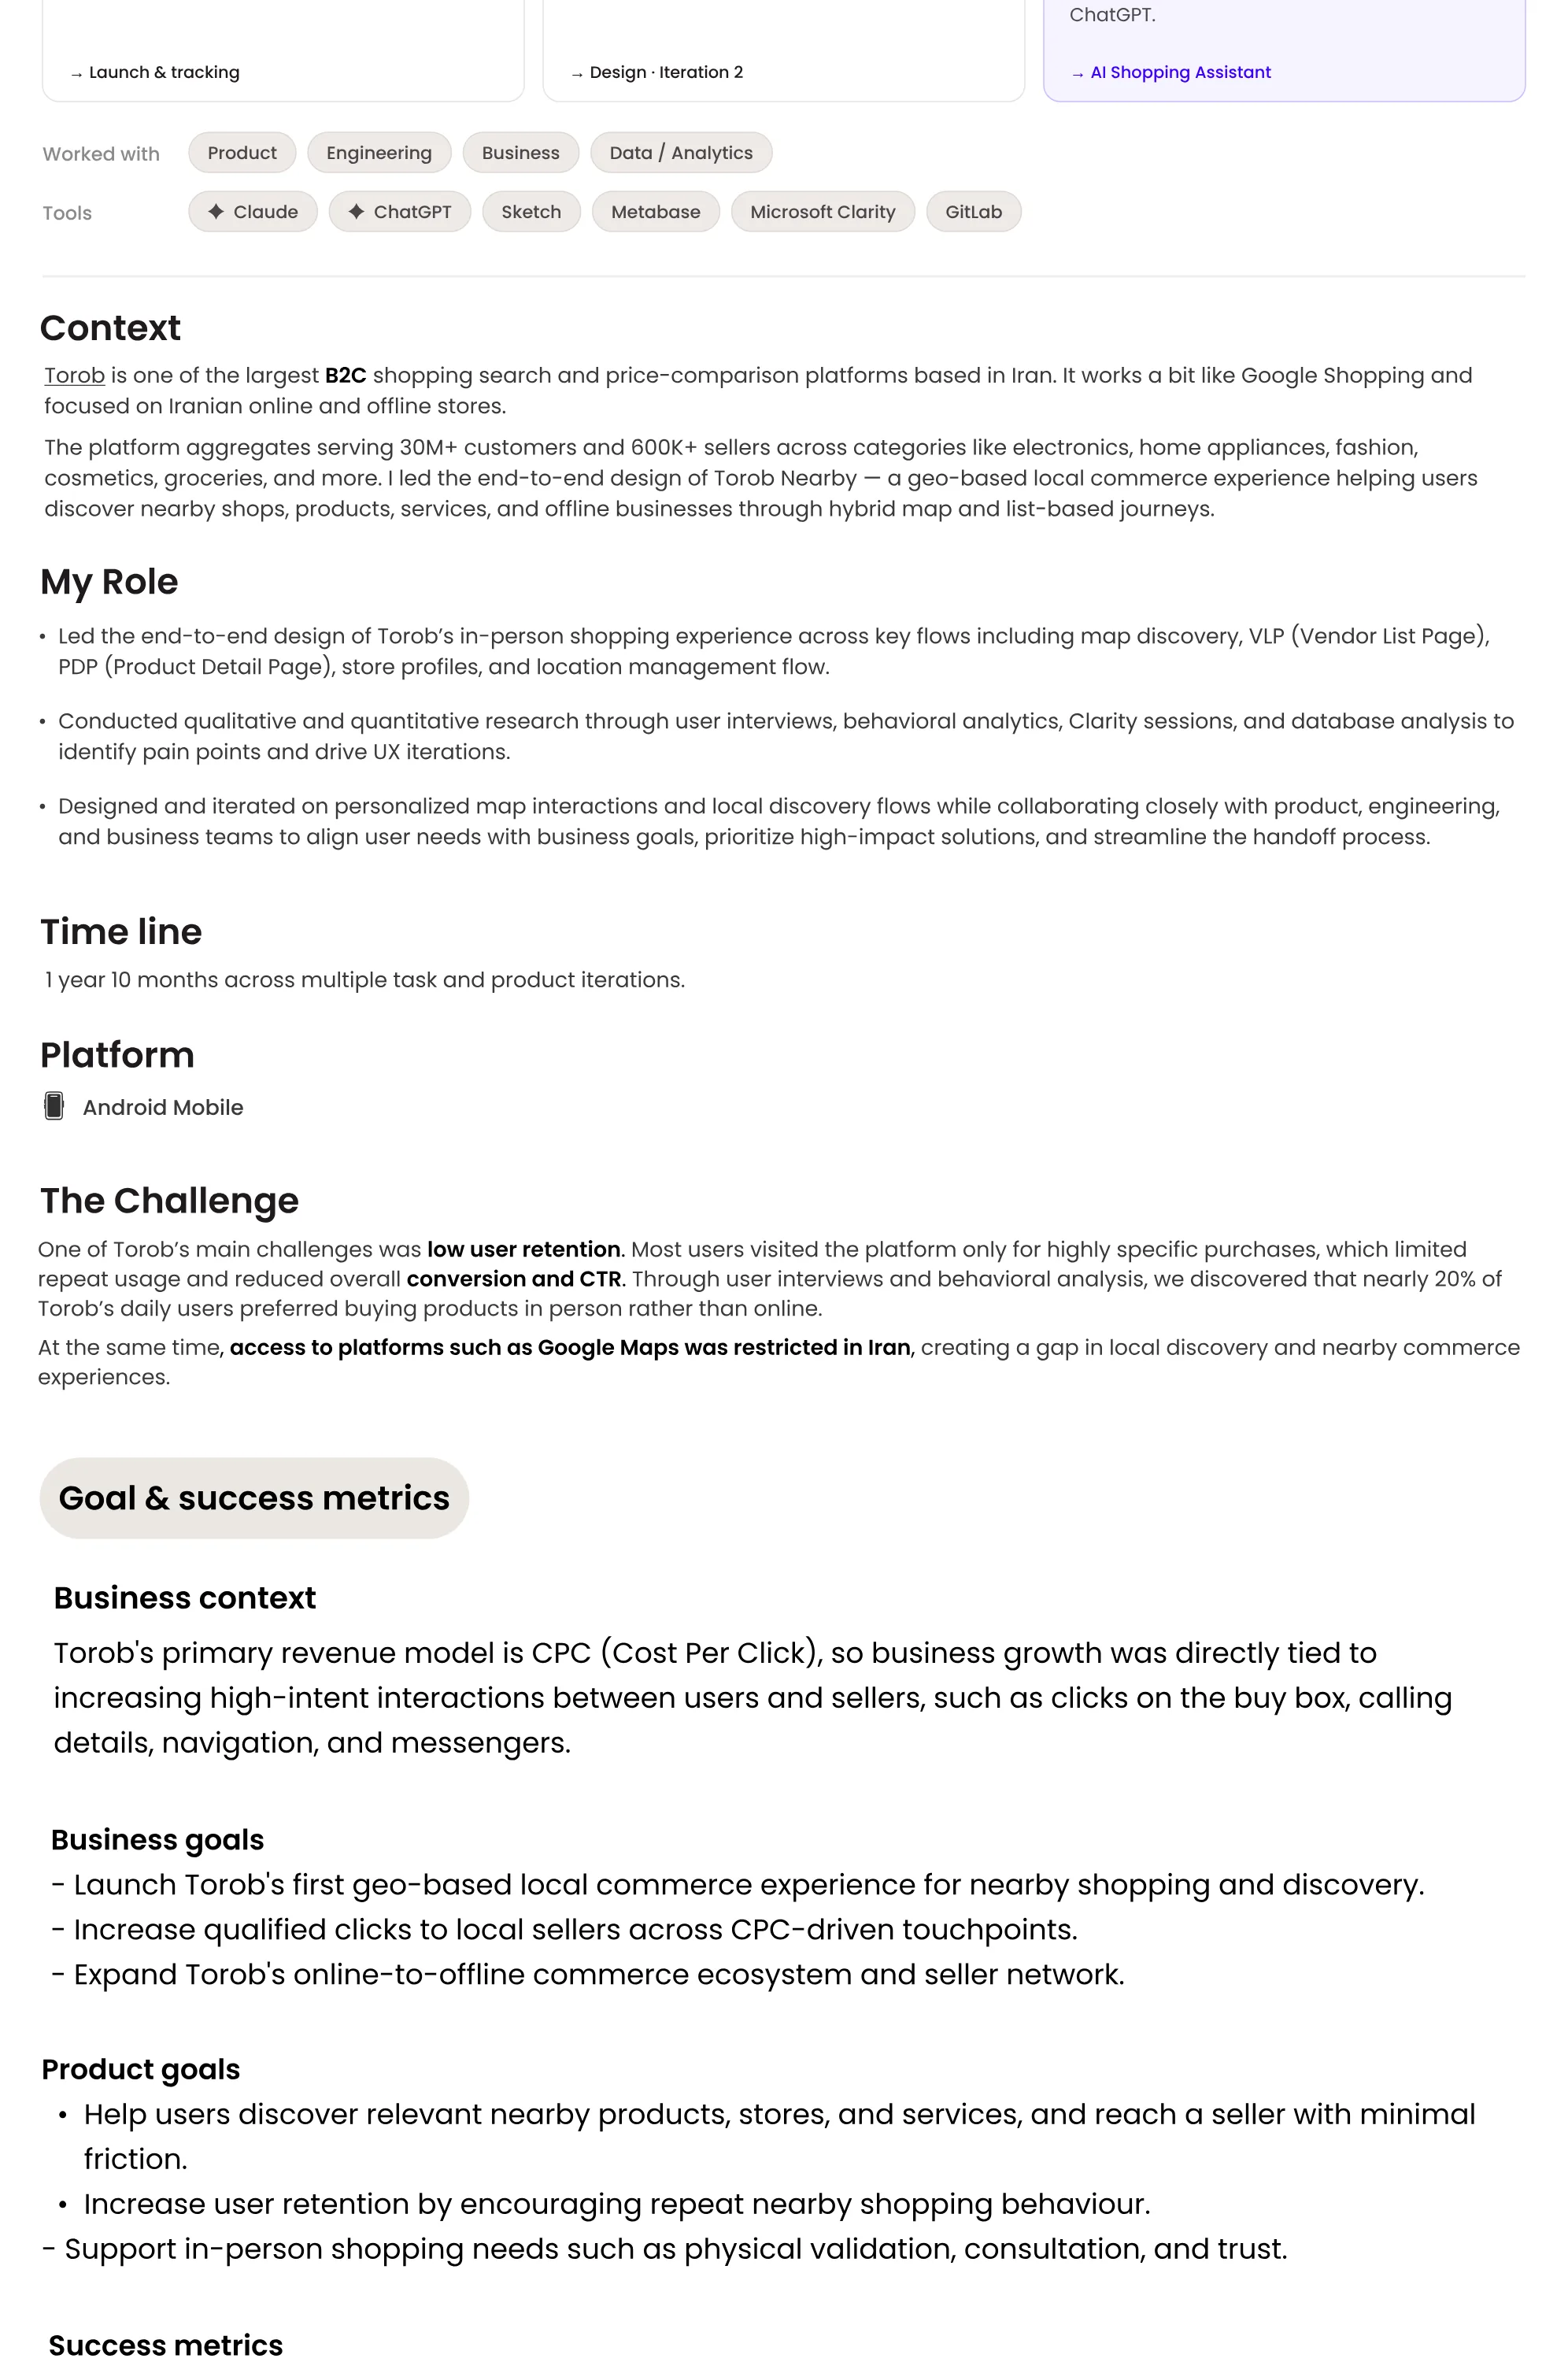 ChatGPT.
→ Launch & tracking
→ Design · Iteration 2
→ AI Shopping Assistant
Worked with Product Engineering Business Data / Analytics
Tools Claude ChatGPT Sketch Metabase Microsoft Clarity GitLab
Context
Torob is one of the largest B2C shopping search and price-comparison platforms based in Iran. It works a bit like Google Shopping and
focused on Iranian online and offline stores.
The platform aggregates serving 30M+ customers and 600K+ sellers across categories like electronics, home appliances, fashion,
cosmetics, groceries, and more. I led the end-to-end design of Torob Nearby — a geo-based local commerce experience helping users
discover nearby shops, products, services, and offline businesses through hybrid map and list-based journeys.
My Role
• Led the end-to-end design of Torob’s in-person shopping experience across key flows including map discovery, VLP (Vendor List Page),
PDP (Product Detail Page), store profiles, and location management flow.
• Conducted qualitative and quantitative research through user interviews, behavioral analytics, Clarity sessions, and database analysis to
identify pain points and drive UX iterations.
• Designed and iterated on personalized map interactions and local discovery flows while collaborating closely with product, engineering,
and business teams to align user needs with business goals, prioritize high-impact solutions, and streamline the handoff process.
Time line
1 year 10 months across multiple task and product iterations.
Platform
Android Mobile
The Challenge
One of Torob’s main challenges was low user retention. Most users visited the platform only for highly specific purchases, which limited
repeat usage and reduced overall conversion and CTR. Through user interviews and behavioral analysis, we discovered that nearly 20% of
Torob’s daily users preferred buying products in person rather than online.
At the same time, access to platforms such as Google Maps was restricted in Iran, creating a gap in local discovery and nearby commerce
experiences.
Goal & success metrics
Business context
Torob's primary revenue model is CPC (Cost Per Click), so business growth was directly tied to
increasing high-intent interactions between users and sellers, such as clicks on the buy box, calling
details, navigation, and messengers.
Business goals
- Launch Torob's first geo-based local commerce experience for nearby shopping and discovery.
- Increase qualified clicks to local sellers across CPC-driven touchpoints.
- Expand Torob's online-to-offline commerce ecosystem and seller network.
Product goals
• Help users discover relevant nearby products, stores, and services, and reach a seller with minimal
friction.
• Increase user retention by encouraging repeat nearby shopping behaviour.
- Support in-person shopping needs such as physical validation, consultation, and trust.
Success metrics